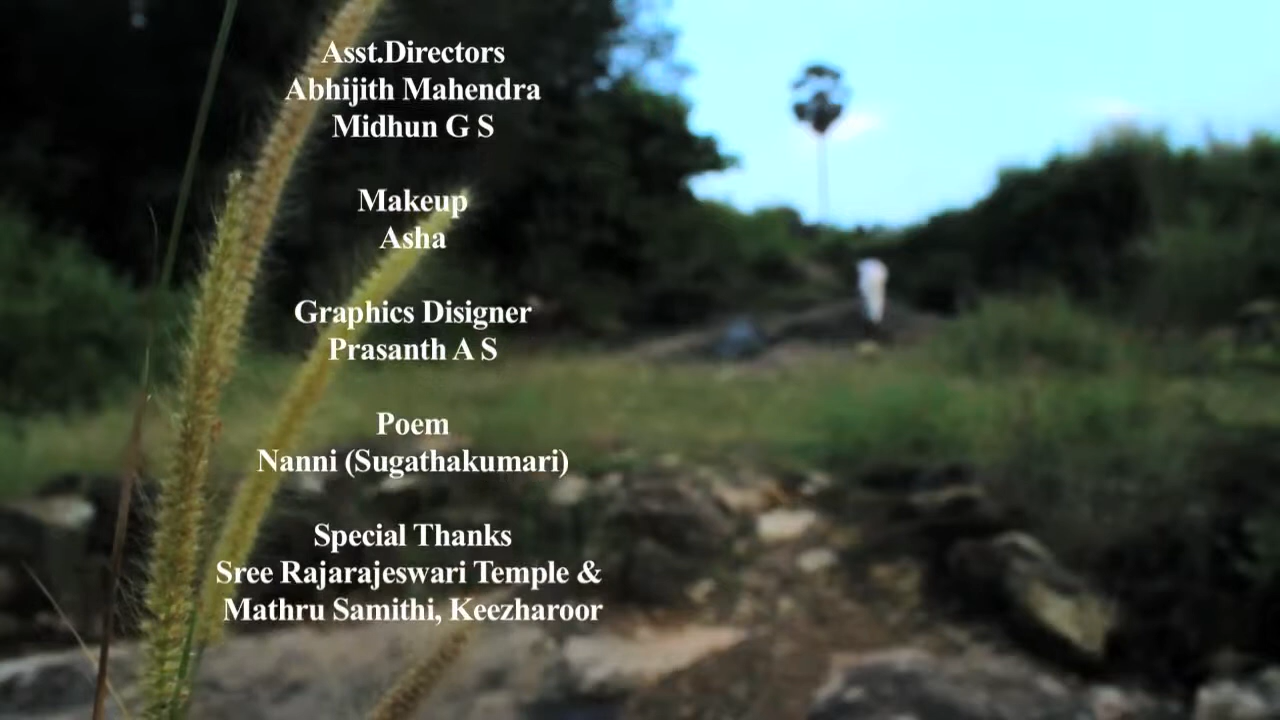 Asst.Directors
Abhijith Mahendra
Midhun G S
Makeup
Asha
Graphics Disigner
Prasanth A S
Poem
Nanni (Sugathakumari)
Special Thanks
Sree Rajarajeswari Temple &
Mathru Samithi, Keezharoor